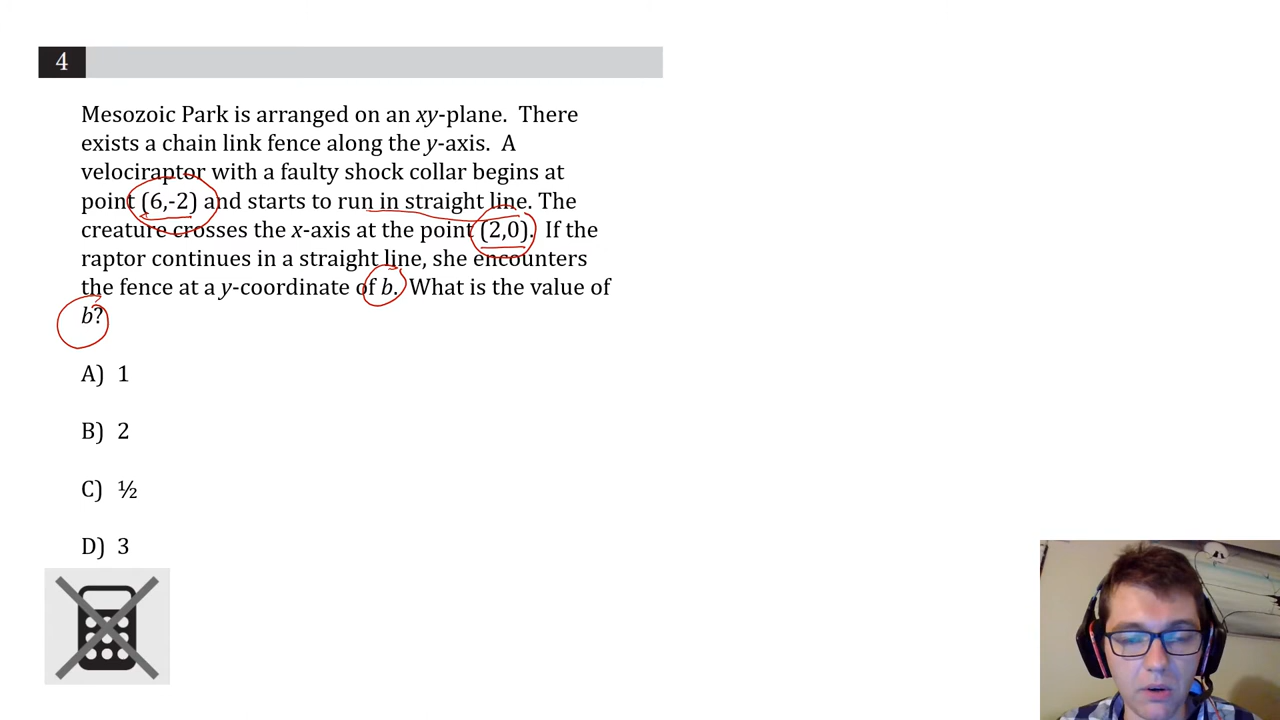 4
Mesozoic Park is arranged on an xy-plane. There
exists a chain link fence along the y-axis. A
velociraptor with a faulty shock collar begins at
point (6,-2) and starts to run in straight line. The
creature crosses the x-axis at the point (2,0). If the
raptor continues in a straight line, she encounters
the fence at a y-coordinate of b. What is the value of
b?
A) 1
B) 2
C) ½
D) 3